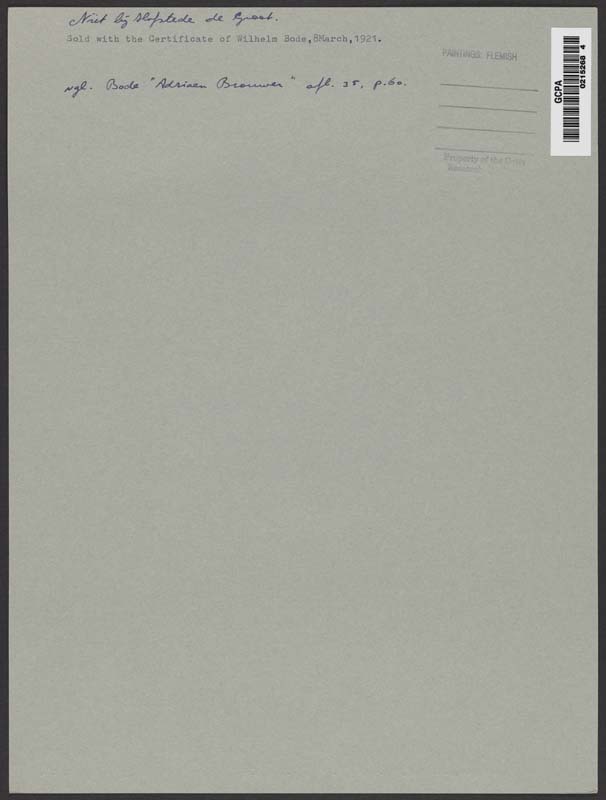 Niet bij Hofstede de Groot.
Sold with the Certificate of Wilhelm Bode,8March,1921.
vgl. Bode "Adriaen Brouwer" afl. 35, p.60.
PAINTINGS: FLEMISH
Property of the Getty
Research
GCPA
0215268 4